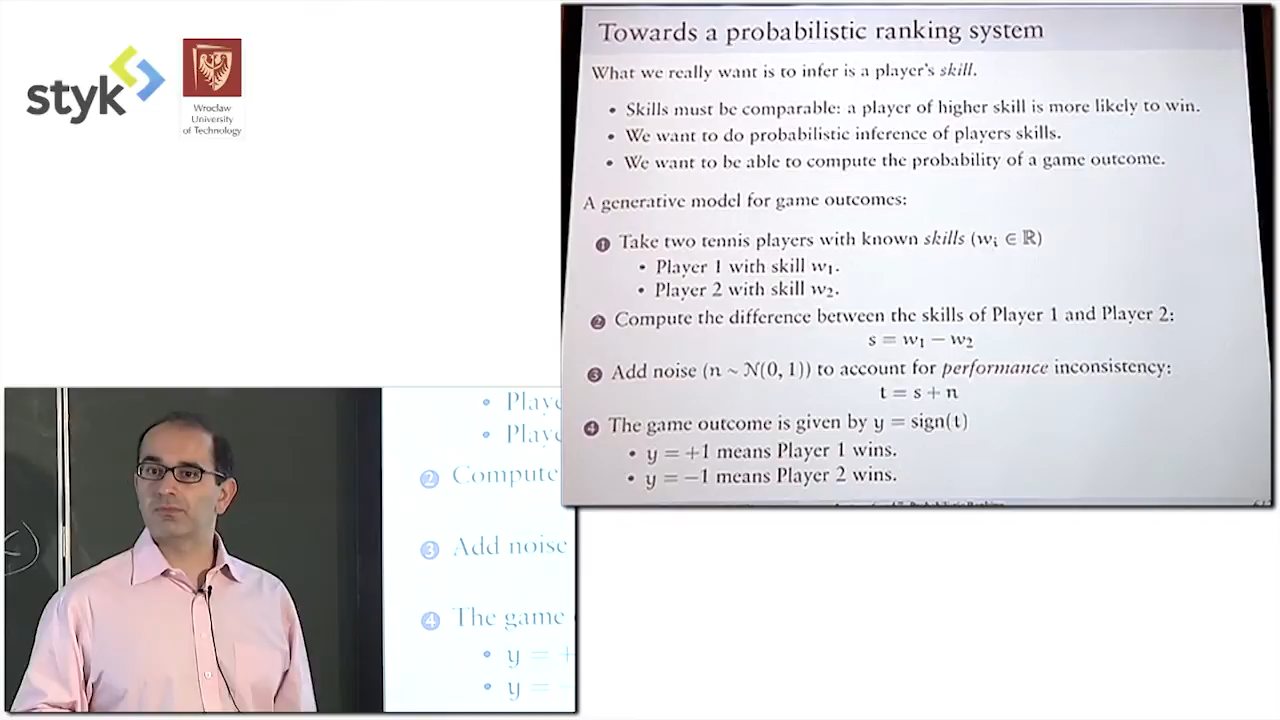 styk
Wrocław
University
of Technology
Towards a probabilistic ranking system
What we really want is to infer is a player's skill.
• Skills must be comparable: a player of higher skill is more likely to win.
• We want to do probabilistic inference of players skills.
• We want to be able to compute the probability of a game outcome.
A generative model for game outcomes:
1 Take two tennis players with known skills (wᵢ ∈ ℝ)
• Player 1 with skill w₁.
• Player 2 with skill w₂.
2 Compute the difference between the skills of Player 1 and Player 2:
s = w₁ − w₂
3 Add noise (n ~ N(0, 1)) to account for performance inconsistency:
t = s + n
4 The game outcome is given by y = sign(t)
• y = +1 means Player 1 wins.
• y = −1 means Player 2 wins.
• Playe
• Playe
2 Compute
3 Add noise
4 The game
• y = +
• y = −